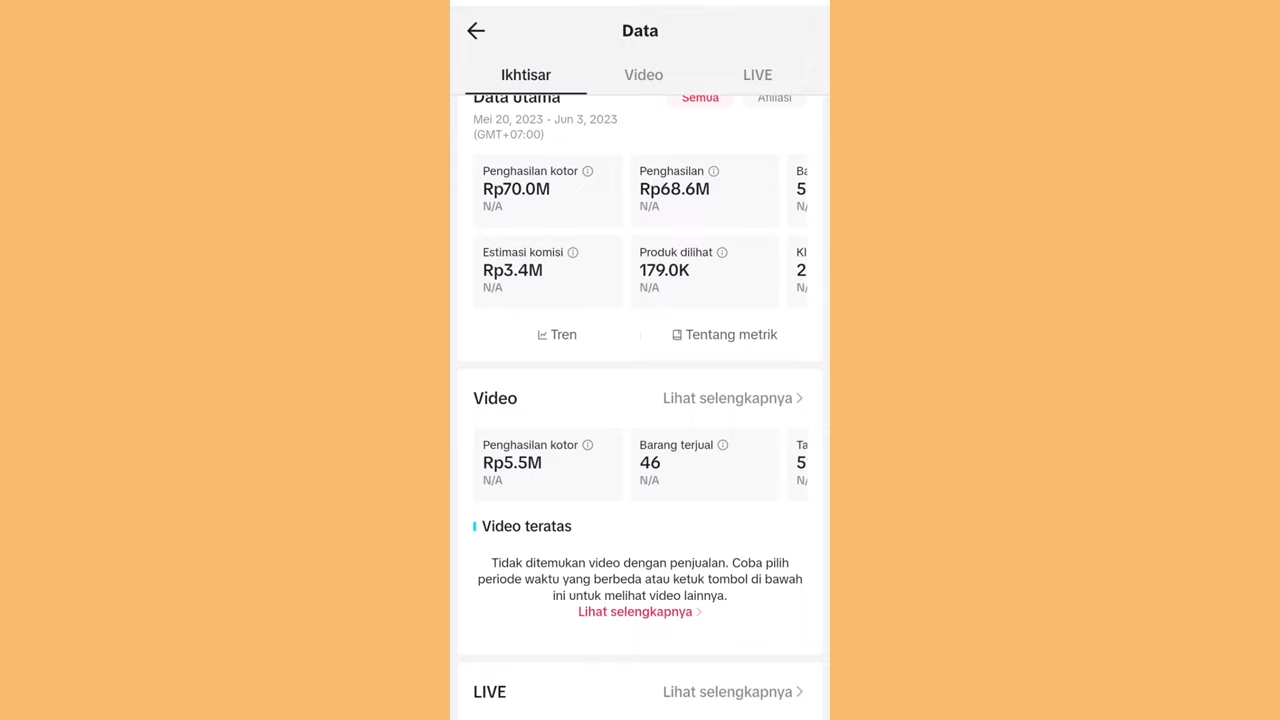 Data
Ikhtisar Video LIVE
Data utama Semua Afiliasi
Mei 20, 2023 - Jun 3, 2023
(GMT+07:00)
Penghasilan kotor Penghasilan
Rp70.0M Rp68.6M
N/A N/A
Estimasi komisi Produk dilihat
Rp3.4M 179.0K
N/A N/A
Tren Tentang metrik
Video Lihat selengkapnya
Penghasilan kotor Barang terjual
Rp5.5M 46
N/A N/A
Video teratas
Tidak ditemukan video dengan penjualan. Coba pilih
periode waktu yang berbeda atau ketuk tombol di bawah
ini untuk melihat video lainnya.
Lihat selengkapnya
LIVE Lihat selengkapnya